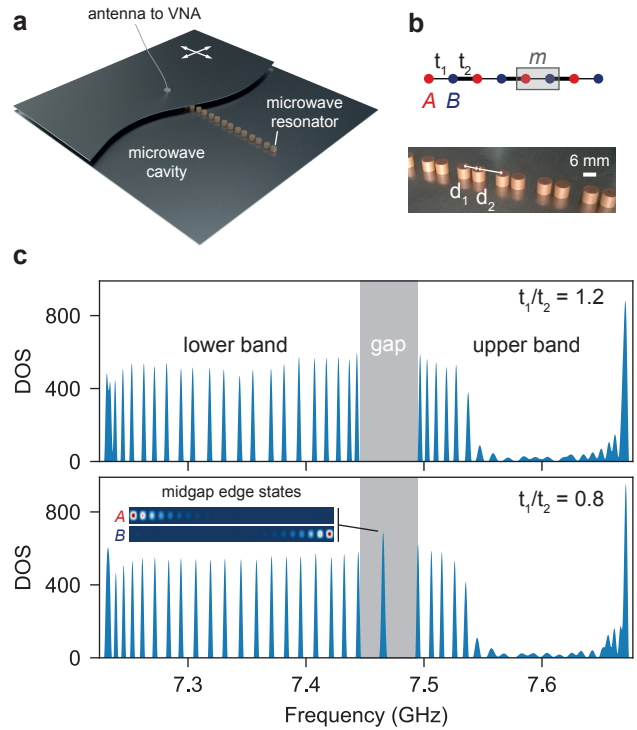 a
antenna to VNA
microwave
resonator
microwave
cavity
b
t1 t2 m
A B
6 mm
d1 d2
c
t1/t2 = 1.2
800
lower band gap upper band
DOS
400
0
midgap edge states
t1/t2 = 0.8
A
B
800
DOS
400
0
7.3 7.4 7.5 7.6
Frequency (GHz)